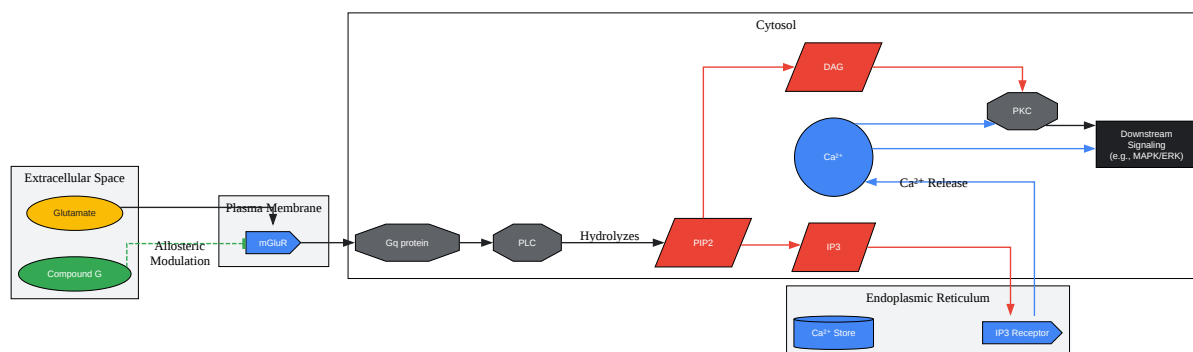 Cytosol
DAG
PKC
Downstream
Signaling
(e.g., MAPK/ERK)
Ca²⁺
Ca²⁺ Release
Extracellular Space
Glutamate
Plasma Membrane
mGluR
Allosteric
Modulation
Compound G
Gq protein
PLC
Hydrolyzes
PIP2
IP3
Endoplasmic Reticulum
Ca²⁺ Store
IP3 Receptor